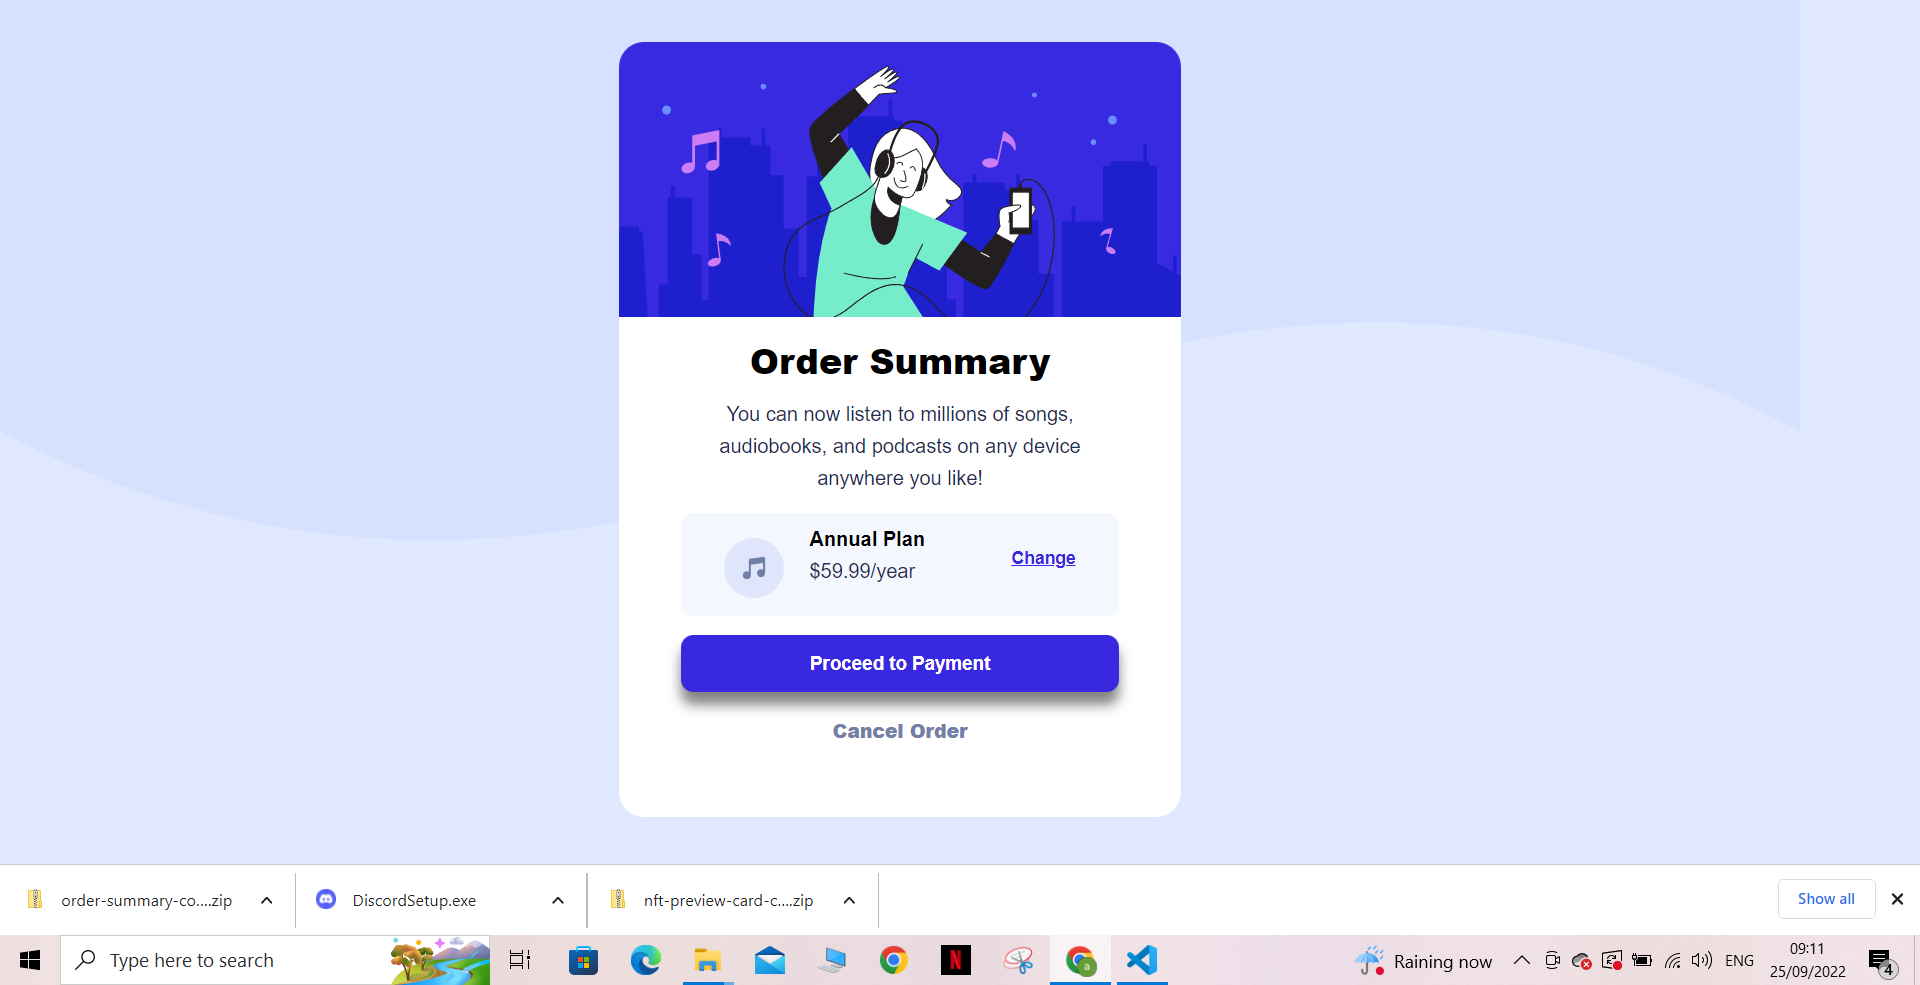 Order Summary
You can now listen to millions of songs,
audiobooks, and podcasts on any device
anywhere you like!
Annual Plan
$59.99/year
Change
Proceed to Payment
Cancel Order
order-summary-co....zip
DiscordSetup.exe
nft-preview-card-c....zip
Show all
Type here to search
N
a
Raining now
ENG
09:11
25/09/2022
4